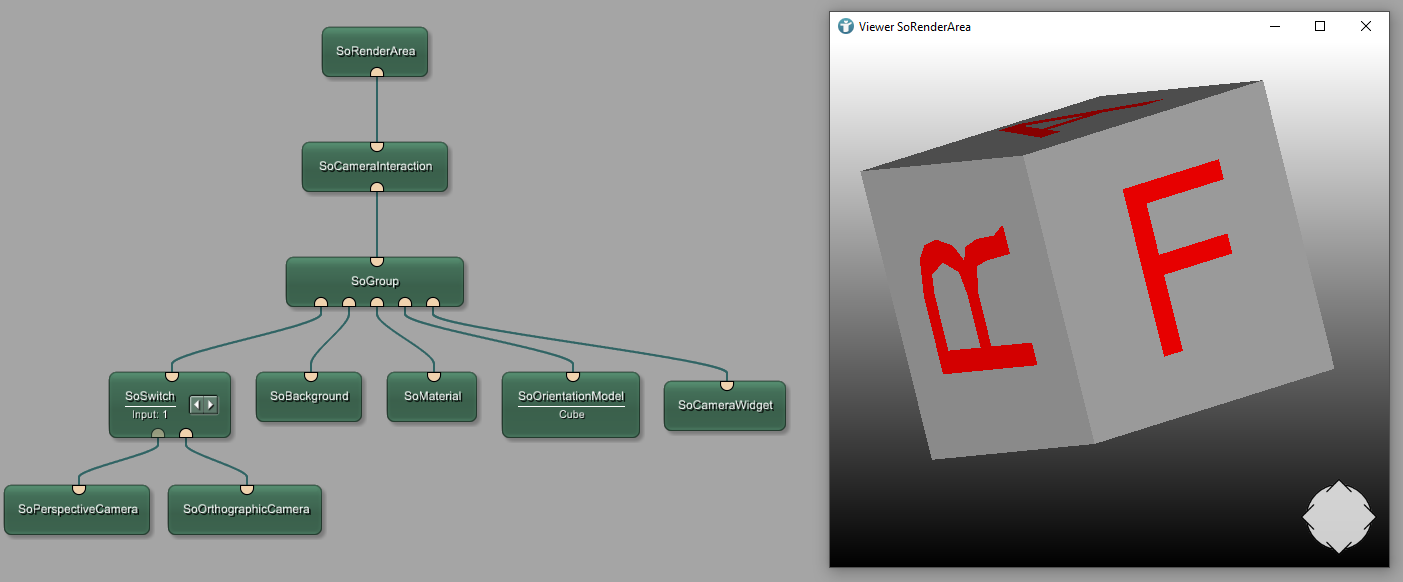 SoRenderArea
SoCameraInteraction
SoGroup
SoSwitch
Input: 1
SoBackground
SoMaterial
SoOrientationModel
Cube
SoCameraWidget
SoPerspectiveCamera
SoOrthographicCamera
Viewer SoRenderArea
A
R
F